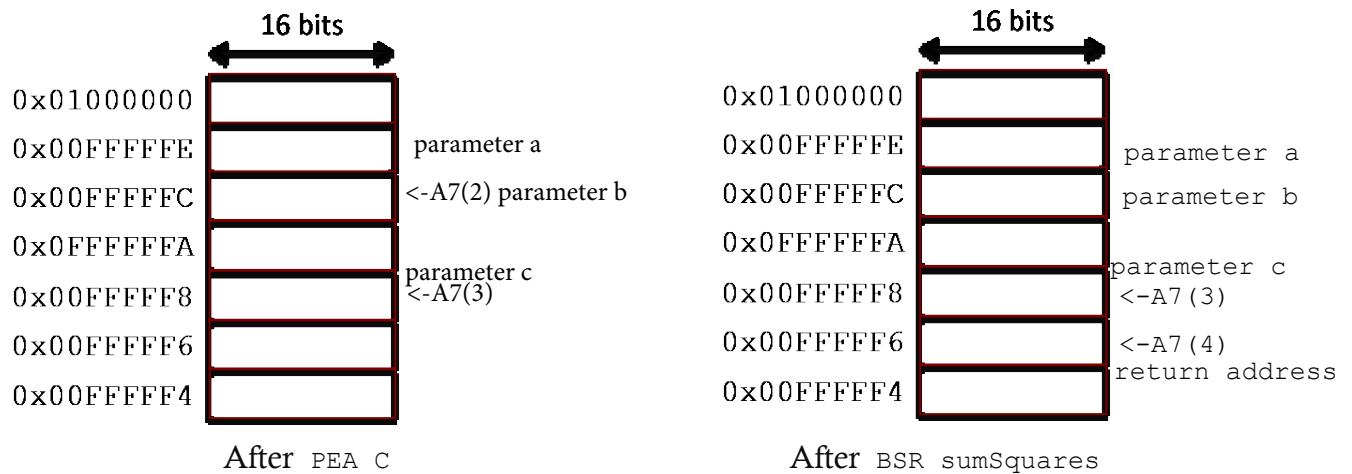 16 bits
0x01000000
0x00FFFFFE parameter a
0x00FFFFFC <-A7(2) parameter b
0x0FFFFFFA
parameter c
0x00FFFFF8 <-A7(3)
0x00FFFFF6
0x00FFFFF4
After PEA C
16 bits
0x01000000
0x00FFFFFE parameter a
0x00FFFFFC parameter b
0x0FFFFFFA
parameter c
0x00FFFFF8 <-A7(3)
0x00FFFFF6 <-A7(4)
return address
0x00FFFFF4
After BSR sumSquares